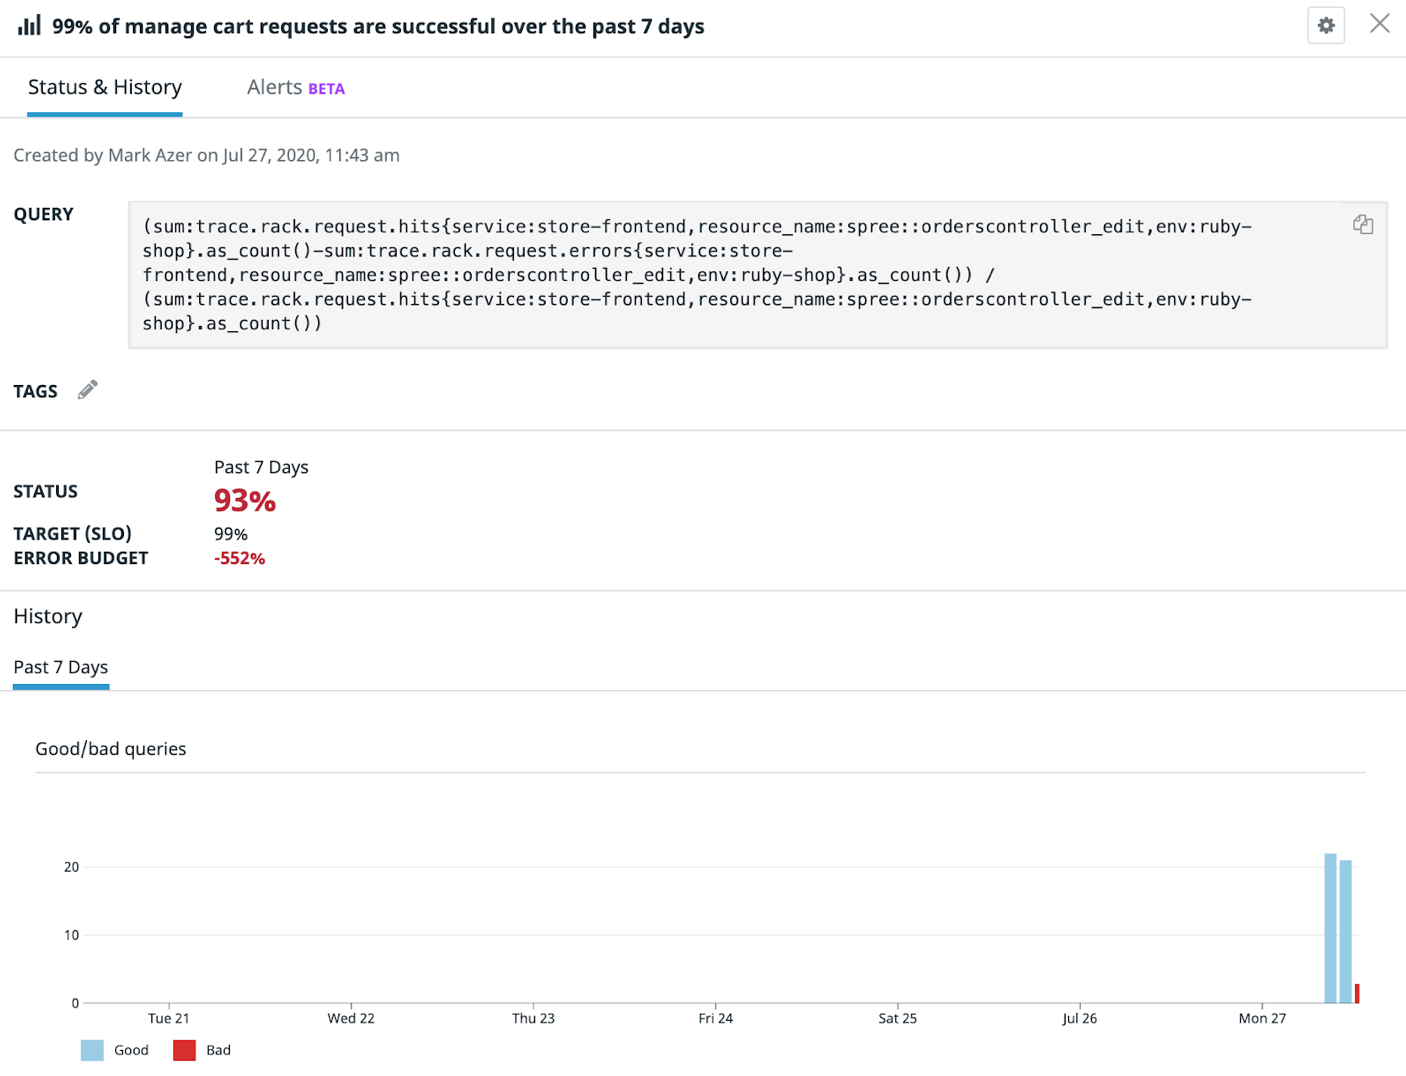 99% of manage cart requests are successful over the past 7 days
Status & History
Alerts BETA
Created by Mark Azer on Jul 27, 2020, 11:43 am
QUERY
(sum:trace.rack.request.hits{service:store-frontend,resource_name:spree::orderscontroller_edit,env:ruby-
shop}.as_count()-sum:trace.rack.request.errors{service:store-
frontend,resource_name:spree::orderscontroller_edit,env:ruby-shop}.as_count()) /
(sum:trace.rack.request.hits{service:store-frontend,resource_name:spree::orderscontroller_edit,env:ruby-
shop}.as_count())
TAGS
Past 7 Days
STATUS 93%
TARGET (SLO) 99%
ERROR BUDGET -552%
History
Past 7 Days
Good/bad queries
20
10
0
Tue 21 Wed 22 Thu 23 Fri 24 Sat 25 Jul 26 Mon 27
Good Bad